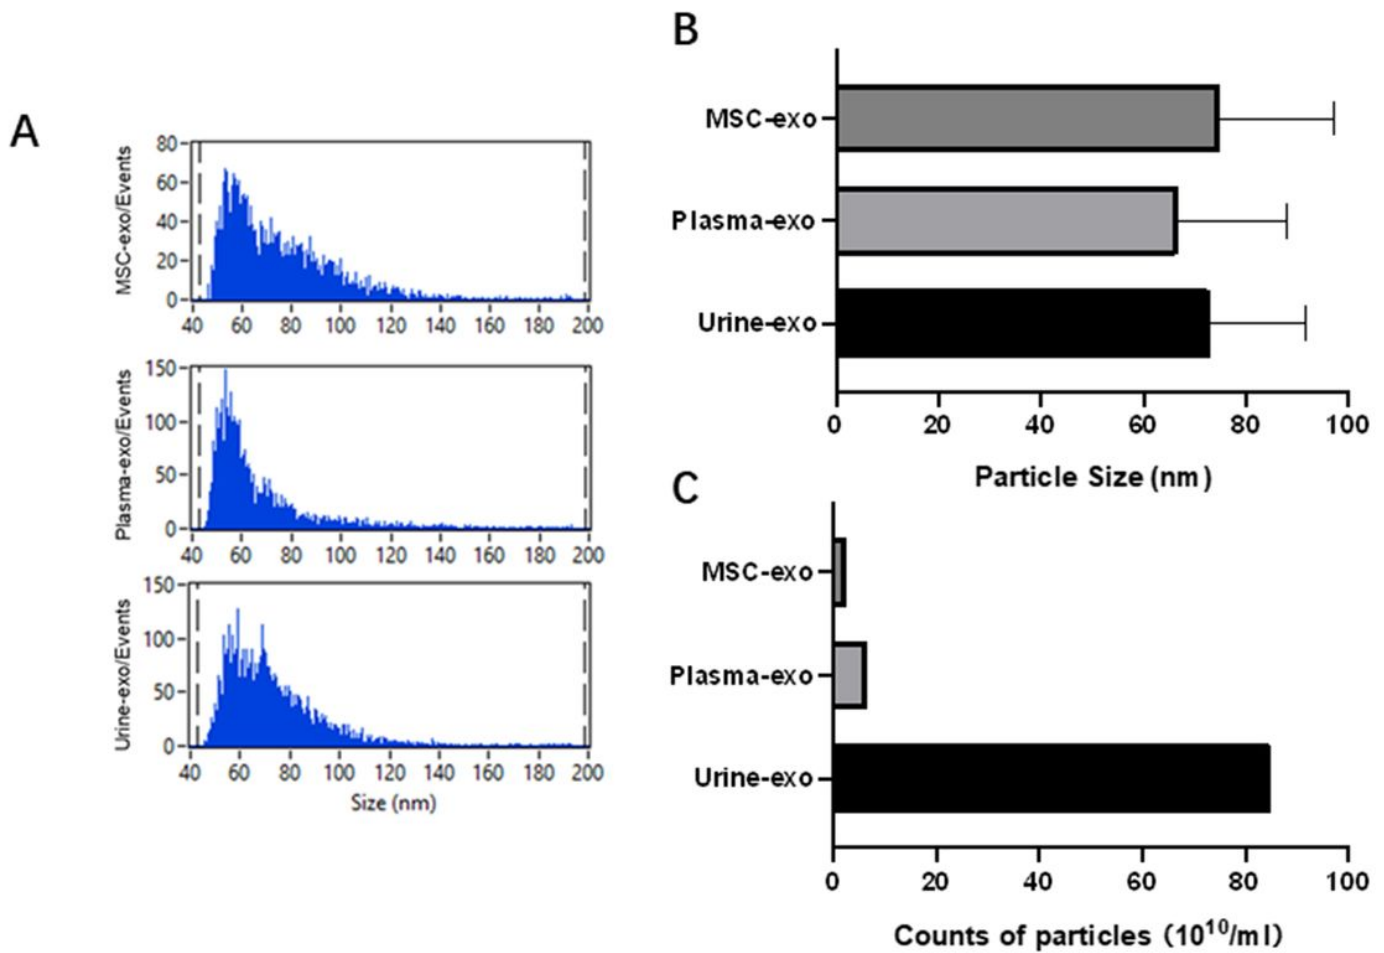 A
MSC-exo/Events
80
60
40
20
0
40 60 80 100 120 140 160 180 200
Plasma-exo/Events
150
100
50
0
40 60 80 100 120 140 160 180 200
Urine-exo/Events
150
100
50
0
40 60 80 100 120 140 160 180 200
Size (nm)
B
MSC-exo
Plasma-exo
Urine-exo
0 20 40 60 80 100
Particle Size (nm)
C
MSC-exo
Plasma-exo
Urine-exo
0 20 40 60 80 100
Counts of particles (10¹⁰/ml)